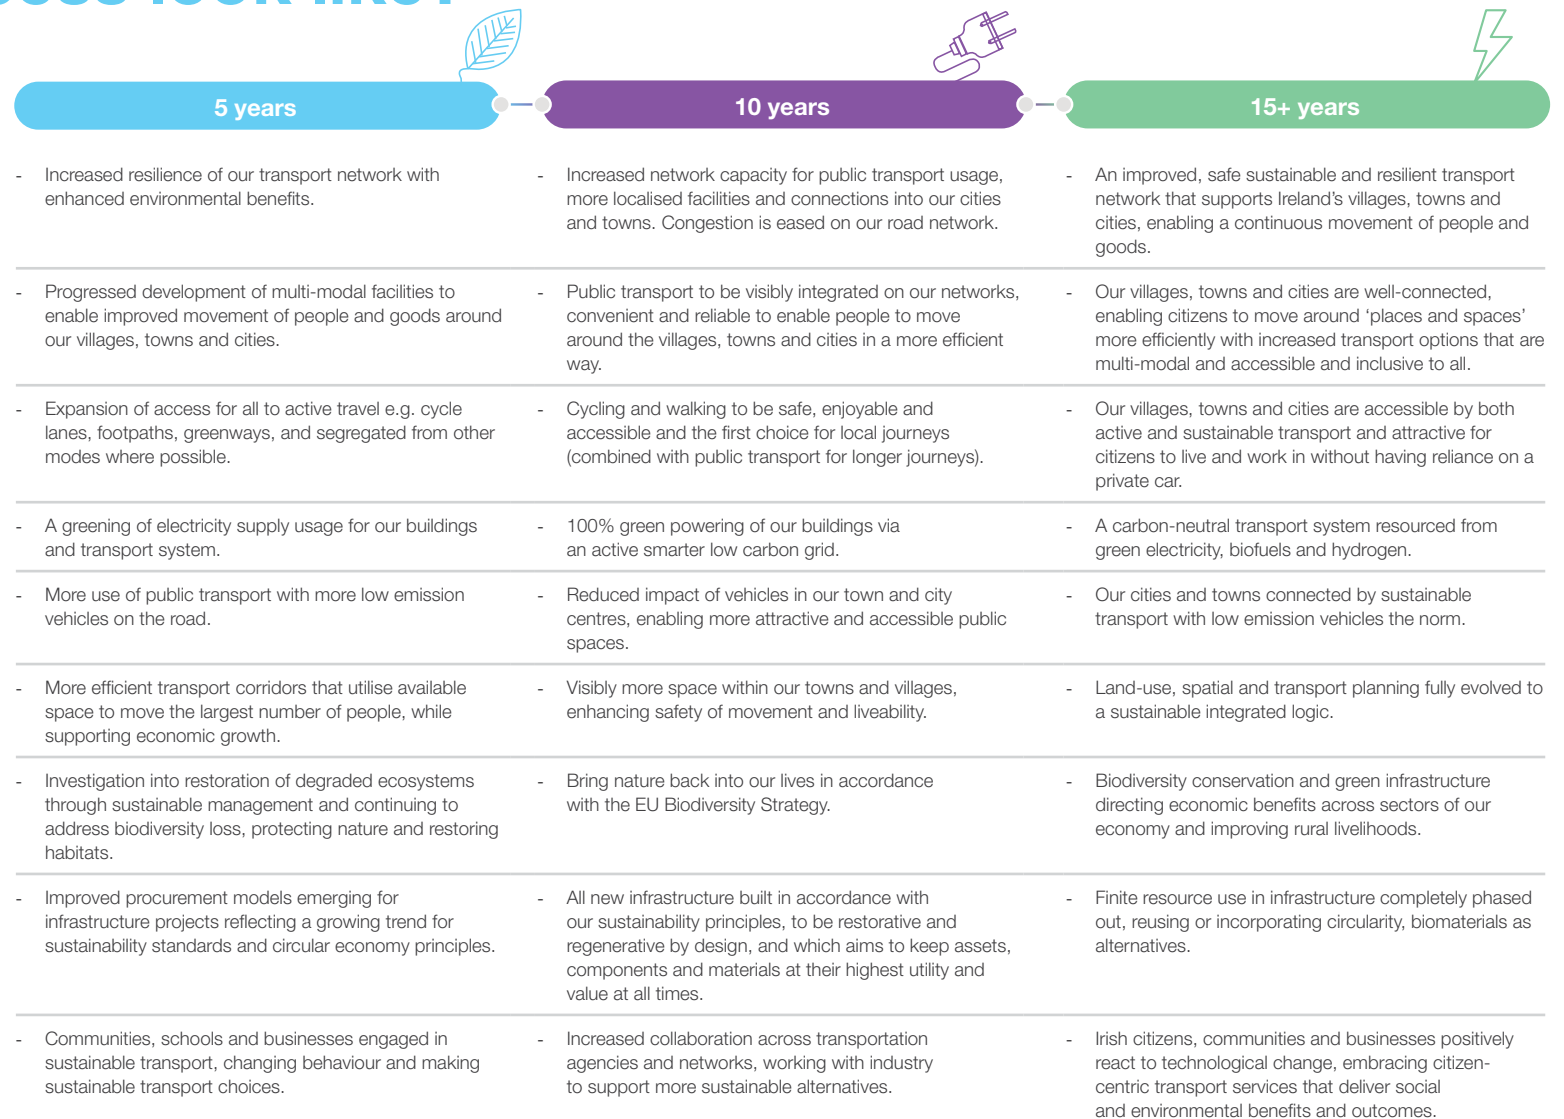 5 years
10 years
15+ years
- Increased resilience of our transport network with
enhanced environmental benefits.
- Increased network capacity for public transport usage,
more localised facilities and connections into our cities
and towns. Congestion is eased on our road network.
- An improved, safe sustainable and resilient transport
network that supports Ireland’s villages, towns and
cities, enabling a continuous movement of people and
goods.
- Progressed development of multi-modal facilities to
enable improved movement of people and goods around
our villages, towns and cities.
- Public transport to be visibly integrated on our networks,
convenient and reliable to enable people to move
around the villages, towns and cities in a more efficient
way.
- Our villages, towns and cities are well-connected,
enabling citizens to move around ‘places and spaces’
more efficiently with increased transport options that are
multi-modal and accessible and inclusive to all.
- Expansion of access for all to active travel e.g. cycle
lanes, footpaths, greenways, and segregated from other
modes where possible.
- Cycling and walking to be safe, enjoyable and
accessible and the first choice for local journeys
(combined with public transport for longer journeys).
- Our villages, towns and cities are accessible by both
active and sustainable transport and attractive for
citizens to live and work in without having reliance on a
private car.
- A greening of electricity supply usage for our buildings
and transport system.
- 100% green powering of our buildings via
an active smarter low carbon grid.
- A carbon-neutral transport system resourced from
green electricity, biofuels and hydrogen.
- More use of public transport with more low emission
vehicles on the road.
- Reduced impact of vehicles in our town and city
centres, enabling more attractive and accessible public
spaces.
- Our cities and towns connected by sustainable
transport with low emission vehicles the norm.
- More efficient transport corridors that utilise available
space to move the largest number of people, while
supporting economic growth.
- Visibly more space within our towns and villages,
enhancing safety of movement and liveability.
- Land-use, spatial and transport planning fully evolved to
a sustainable integrated logic.
- Investigation into restoration of degraded ecosystems
through sustainable management and continuing to
address biodiversity loss, protecting nature and restoring
habitats.
- Bring nature back into our lives in accordance
with the EU Biodiversity Strategy.
- Biodiversity conservation and green infrastructure
directing economic benefits across sectors of our
economy and improving rural livelihoods.
- Improved procurement models emerging for
infrastructure projects reflecting a growing trend for
sustainability standards and circular economy principles.
- All new infrastructure built in accordance with
our sustainability principles, to be restorative and
regenerative by design, and which aims to keep assets,
components and materials at their highest utility and
value at all times.
- Finite resource use in infrastructure completely phased
out, reusing or incorporating circularity, biomaterials as
alternatives.
- Communities, schools and businesses engaged in
sustainable transport, changing behaviour and making
sustainable transport choices.
- Increased collaboration across transportation
agencies and networks, working with industry
to support more sustainable alternatives.
- Irish citizens, communities and businesses positively
react to technological change, embracing citizen-
centric transport services that deliver social
and environmental benefits and outcomes.